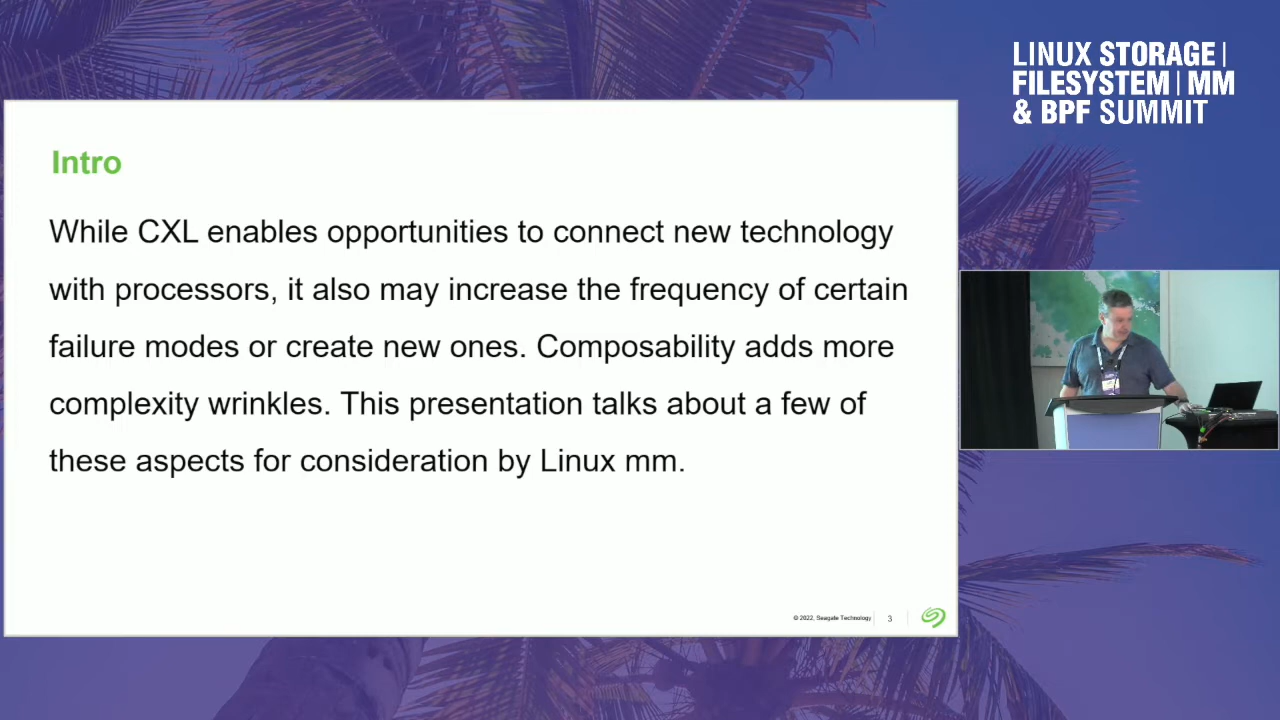 LINUX STORAGE |
FILESYSTEM | MM
& BPF SUMMIT
Intro
While CXL enables opportunities to connect new technology
with processors, it also may increase the frequency of certain
failure modes or create new ones. Composability adds more
complexity wrinkles. This presentation talks about a few of
these aspects for consideration by Linux mm.
© 2022, Seagate Technology
3